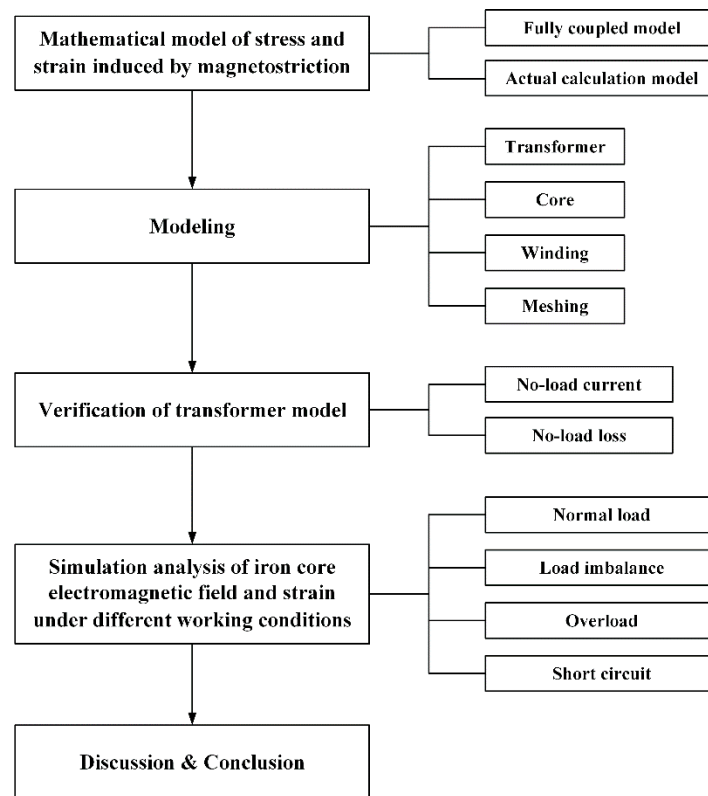 Mathematical model of stress and
strain induced by magnetostriction
Fully coupled model
Actual calculation model
Modeling
Transformer
Core
Winding
Meshing
Verification of transformer model
No-load current
No-load loss
Simulation analysis of iron core
electromagnetic field and strain
under different working conditions
Normal load
Load imbalance
Overload
Short circuit
Discussion & Conclusion